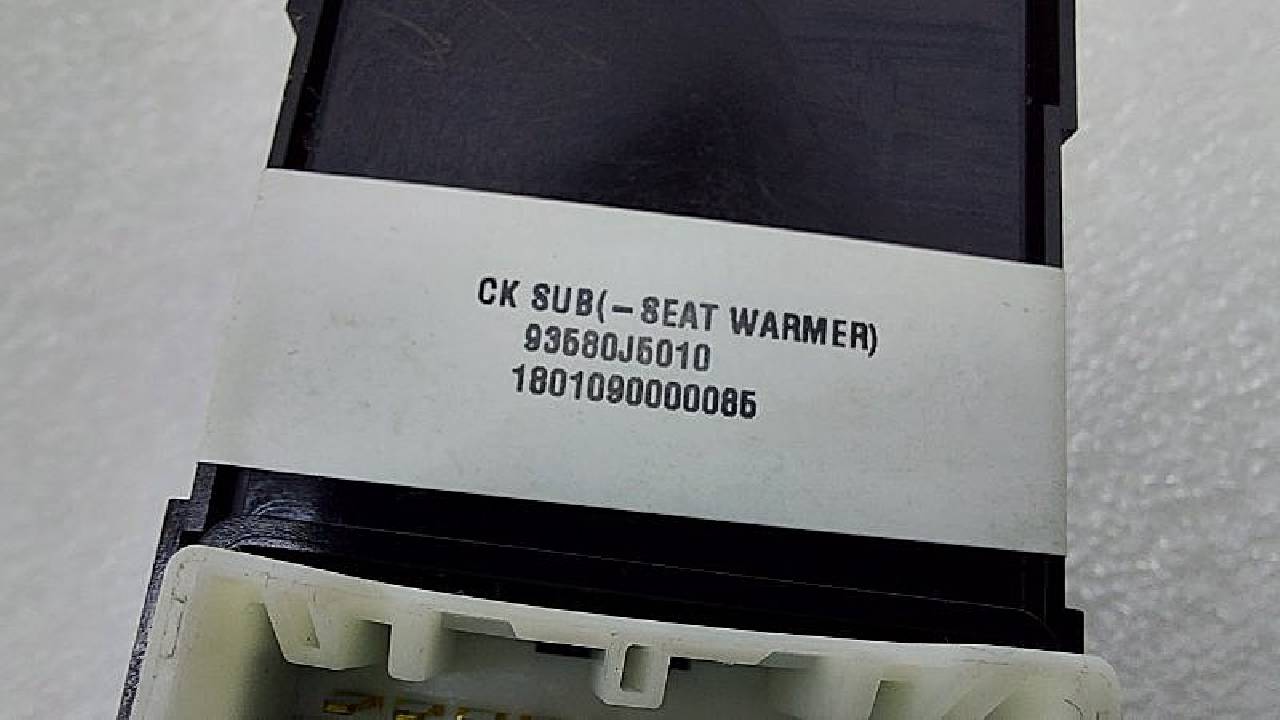 CK SUB(-SEAT WARMER)
93580J5010
1801090000085